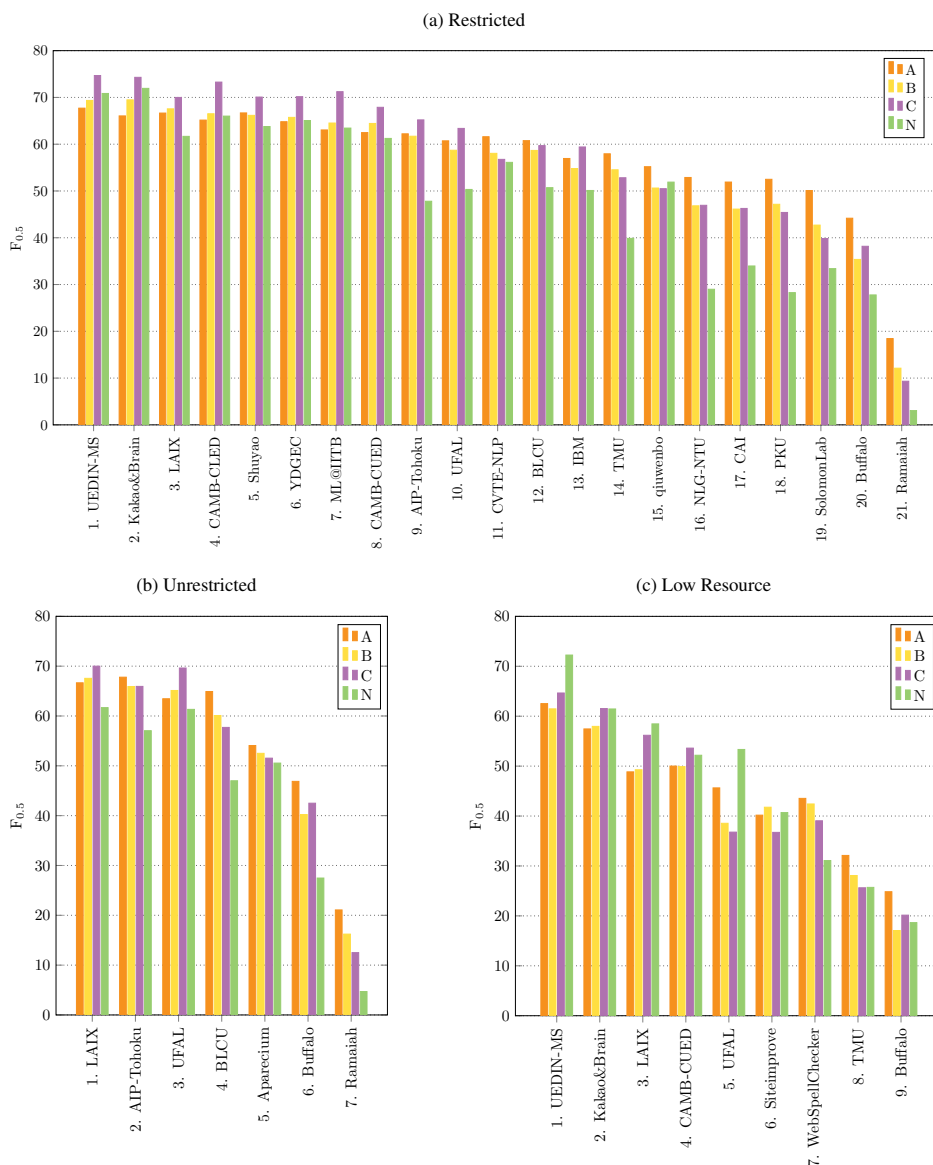 (a) Restricted
80
70
60
50
40
30
20
10
0
F0.5
A
B
C
N
1. UEDIN-MS
2. Kakao&Brain
3. LAIX
4. CAMB-CLED
5. Shuyao
6. YDGEC
7. ML@IITB
8. CAMB-CUED
9. AIP-Tohoku
10. UFAL
11. CVTE-NLP
12. BLCU
13. IBM
14. TMU
15. qiuwenbo
16. NLG-NTU
17. CAI
18. PKU
19. SolomonLab
20. Buffalo
21. Ramaiah
(b) Unrestricted
80
70
60
50
40
30
20
10
0
F0.5
A
B
C
N
1. LAIX
2. AIP-Tohoku
3. UFAL
4. BLCU
5. Aparecium
6. Buffalo
7. Ramaiah
(c) Low Resource
80
70
60
50
40
30
20
10
0
F0.5
A
B
C
N
1. UEDIN-MS
2. Kakao&Brain
3. LAIX
4. CAMB-CUED
5. UFAL
6. Siteimprove
7. WebSpellChecker
8. TMU
9. Buffalo